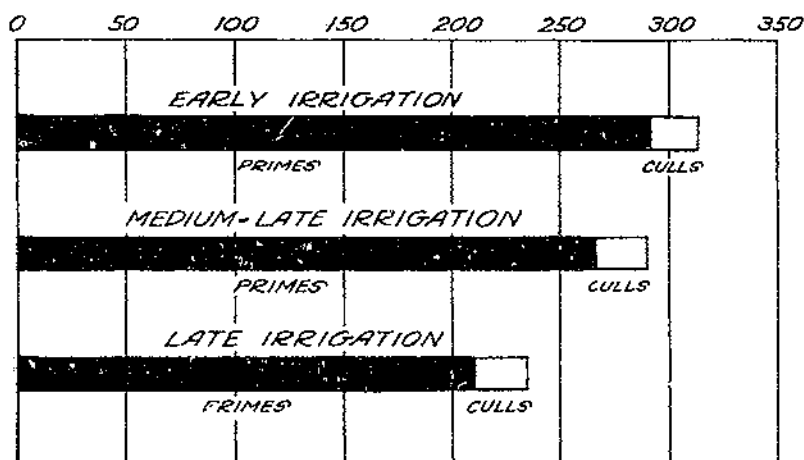 0 50 100 150 200 250 300 350
EARLY IRRIGATION
PRIMES CULLS
MEDIUM-LATE IRRIGATION
PRIMES CULLS
LATE IRRIGATION
FRIMES CULLS